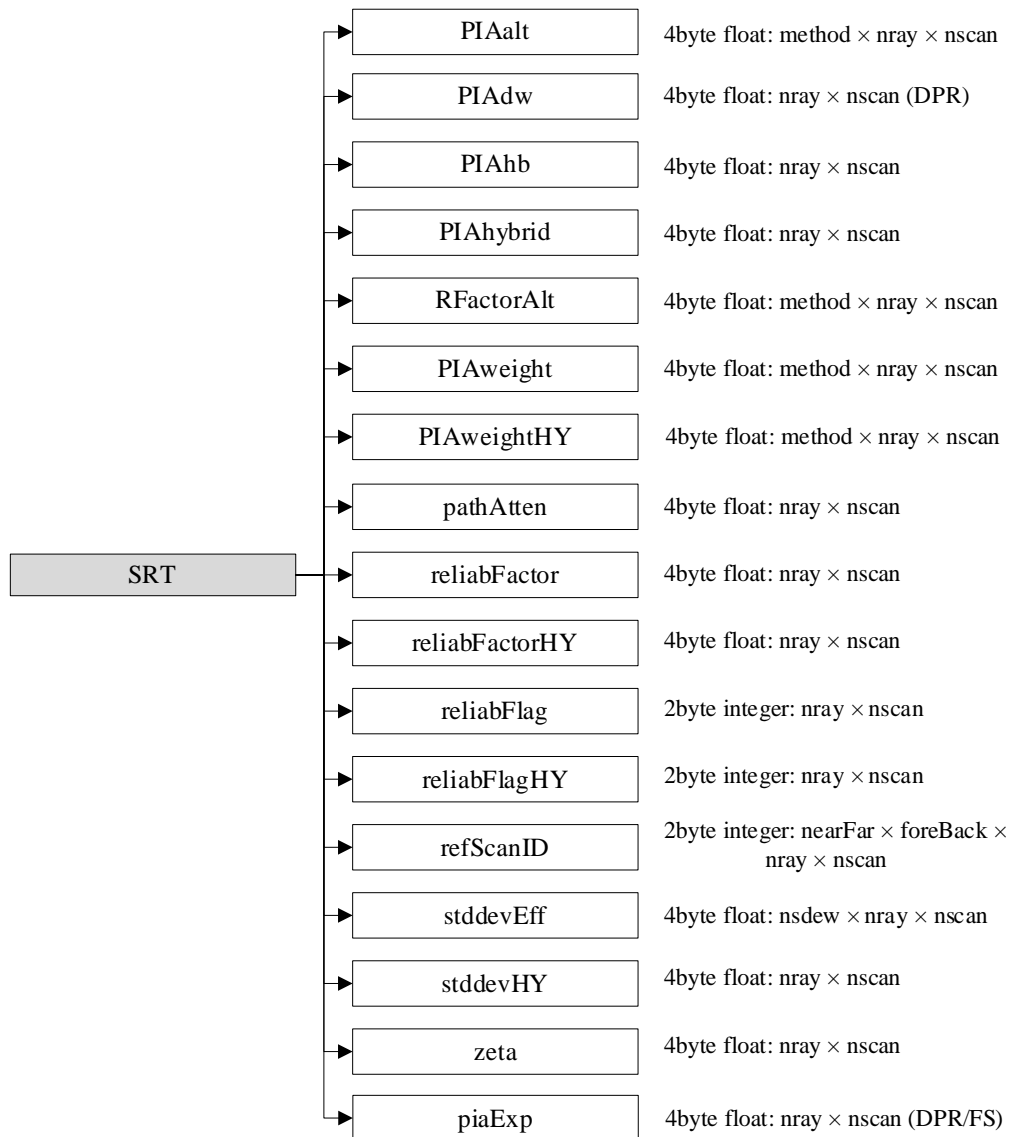 PIAalt 4byte float: method × nray × nscan
PIAdw 4byte float: nray × nscan (DPR)
PIAhb 4byte float: nray × nscan
PIAhybrid 4byte float: nray × nscan
RFactorAlt 4byte float: method × nray × nscan
PIAweight 4byte float: method × nray × nscan
PIAweightHY 4byte float: method × nray × nscan
pathAtten 4byte float: nray × nscan
SRT
reliabFactor 4byte float: nray × nscan
reliabFactorHY 4byte float: nray × nscan
reliabFlag 2byte integer: nray × nscan
reliabFlagHY 2byte integer: nray × nscan
refScanID 2byte integer: nearFar × foreBack ×
nray × nscan
stddevEff 4byte float: nsdew × nray × nscan
stddevHY 4byte float: nray × nscan
zeta 4byte float: nray × nscan
piaExp 4byte float: nray × nscan (DPR/FS)